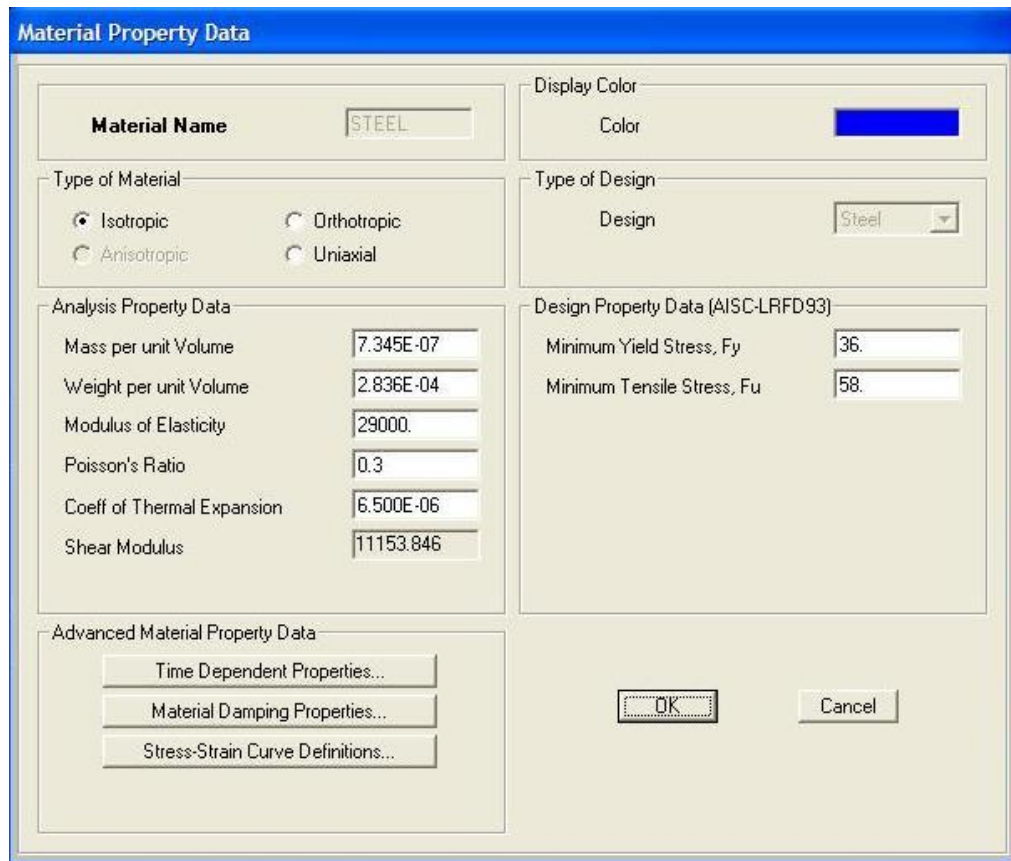 Material Property Data
Material Name
STEEL
Display Color
Color
Type of Material
Isotropic
Orthotropic
Anisotropic
Uniaxial
Type of Design
Design
Steel
Analysis Property Data
Mass per unit Volume
7.345E-07
Weight per unit Volume
2.836E-04
Modulus of Elasticity
29000.
Poisson's Ratio
0.3
Coeff of Thermal Expansion
6.500E-06
Shear Modulus
11153.846
Design Property Data (AISC-LRFD93)
Minimum Yield Stress, Fy
36.
Minimum Tensile Stress, Fu
58.
Advanced Material Property Data
Time Dependent Properties...
Material Damping Properties...
Stress-Strain Curve Definitions...
OK
Cancel